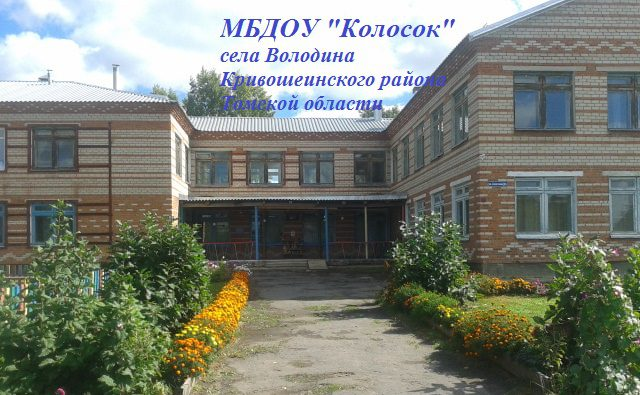 МБДОУ "Колосок"
села Володина
Кривошеинского района
Томской области